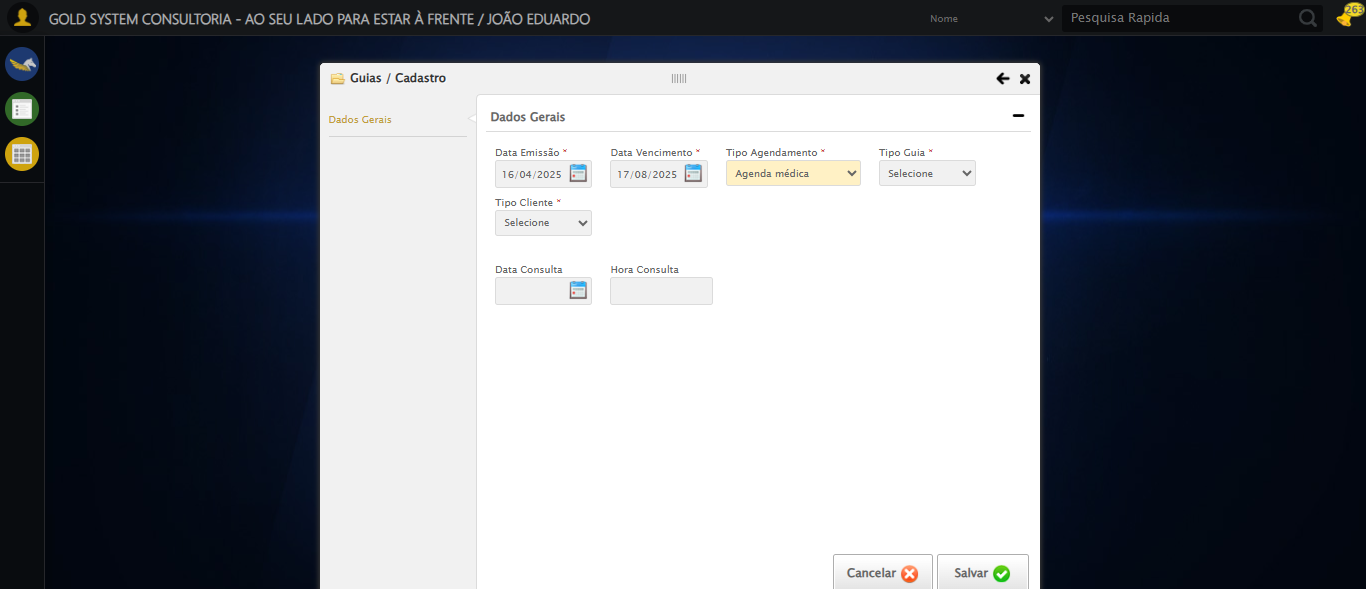 GOLD SYSTEM CONSULTORIA - AO SEU LADO PARA ESTAR À FRENTE / JOÃO EDUARDO
Nome
Pesquisa Rapida
263
Guias / Cadastro
Dados Gerais
Dados Gerais
Data Emissão * Data Vencimento * Tipo Agendamento * Tipo Guia *
16/04/2025 17/08/2025 Agenda médica Selecione
Tipo Cliente *
Selecione
Data Consulta Hora Consulta
Cancelar Salvar